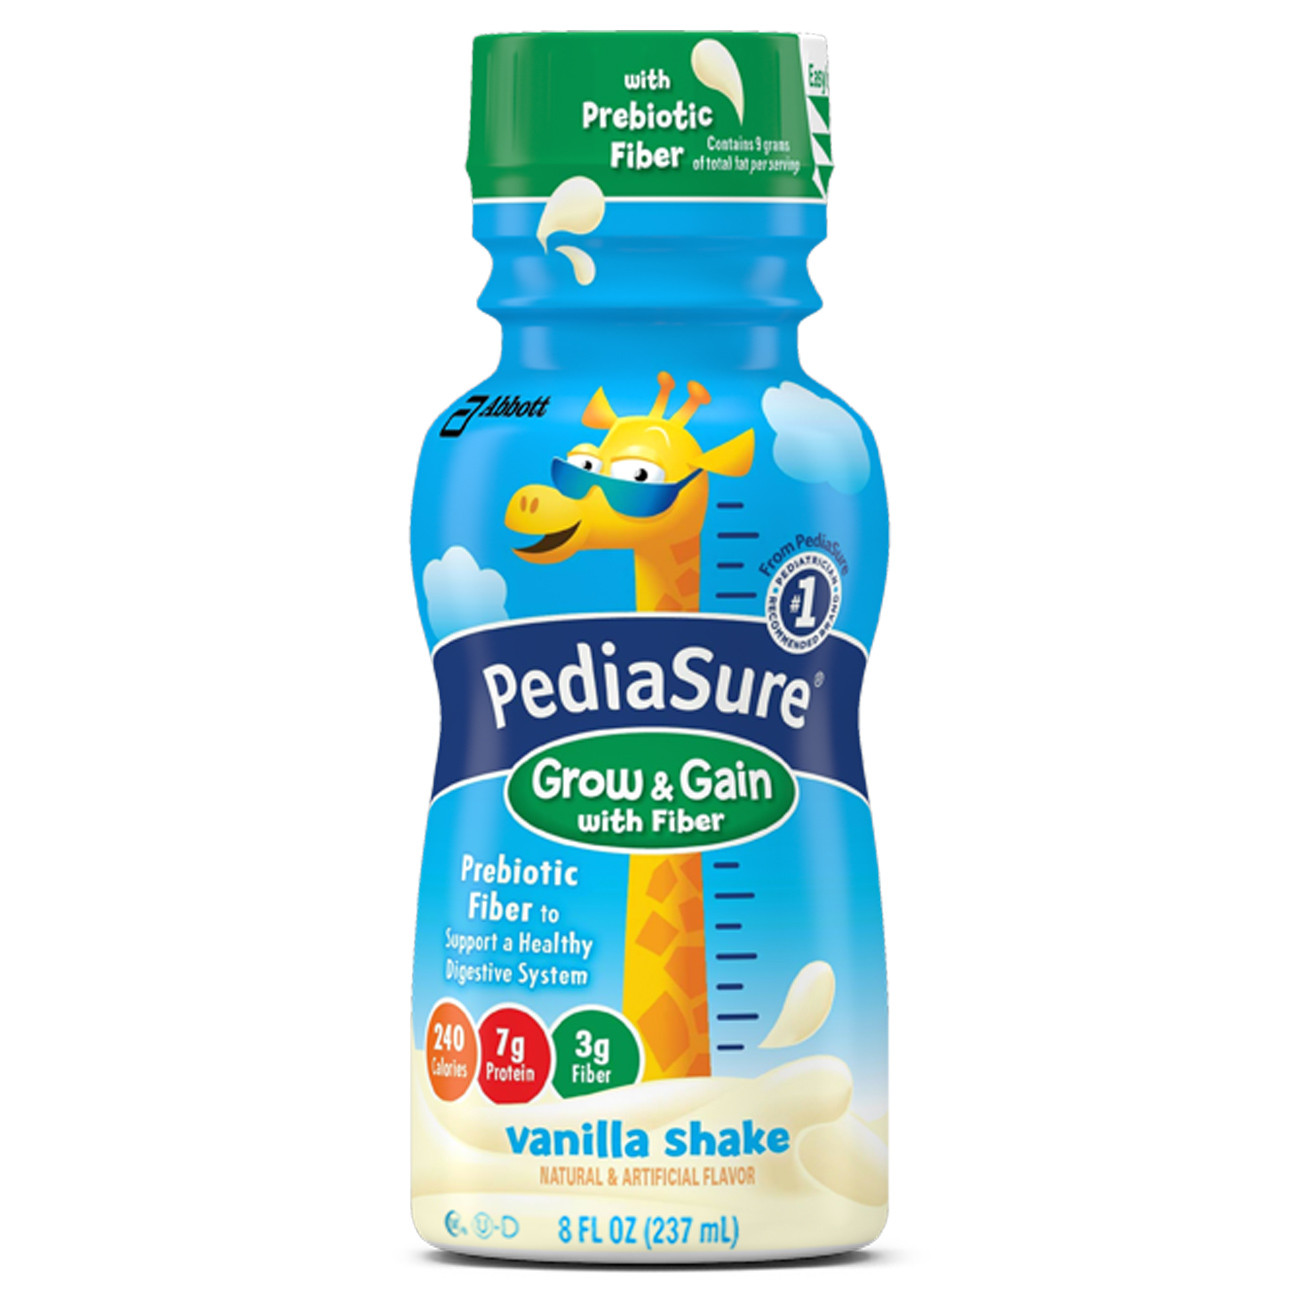 with
Prebiotic
Fiber
Contains 9 grams
of total fat per serving
Easy
Abbott
From PediaSure
PEDIATRICIAN
#1
RECOMMENDED BRAND
PediaSure®
Grow & Gain
with Fiber
Prebiotic
Fiber to
Support a Healthy
Digestive System
240
Calories
7g
Protein
3g
Fiber
vanilla shake
NATURAL & ARTIFICIAL FLAVOR
U-D
8 FL OZ (237 mL)